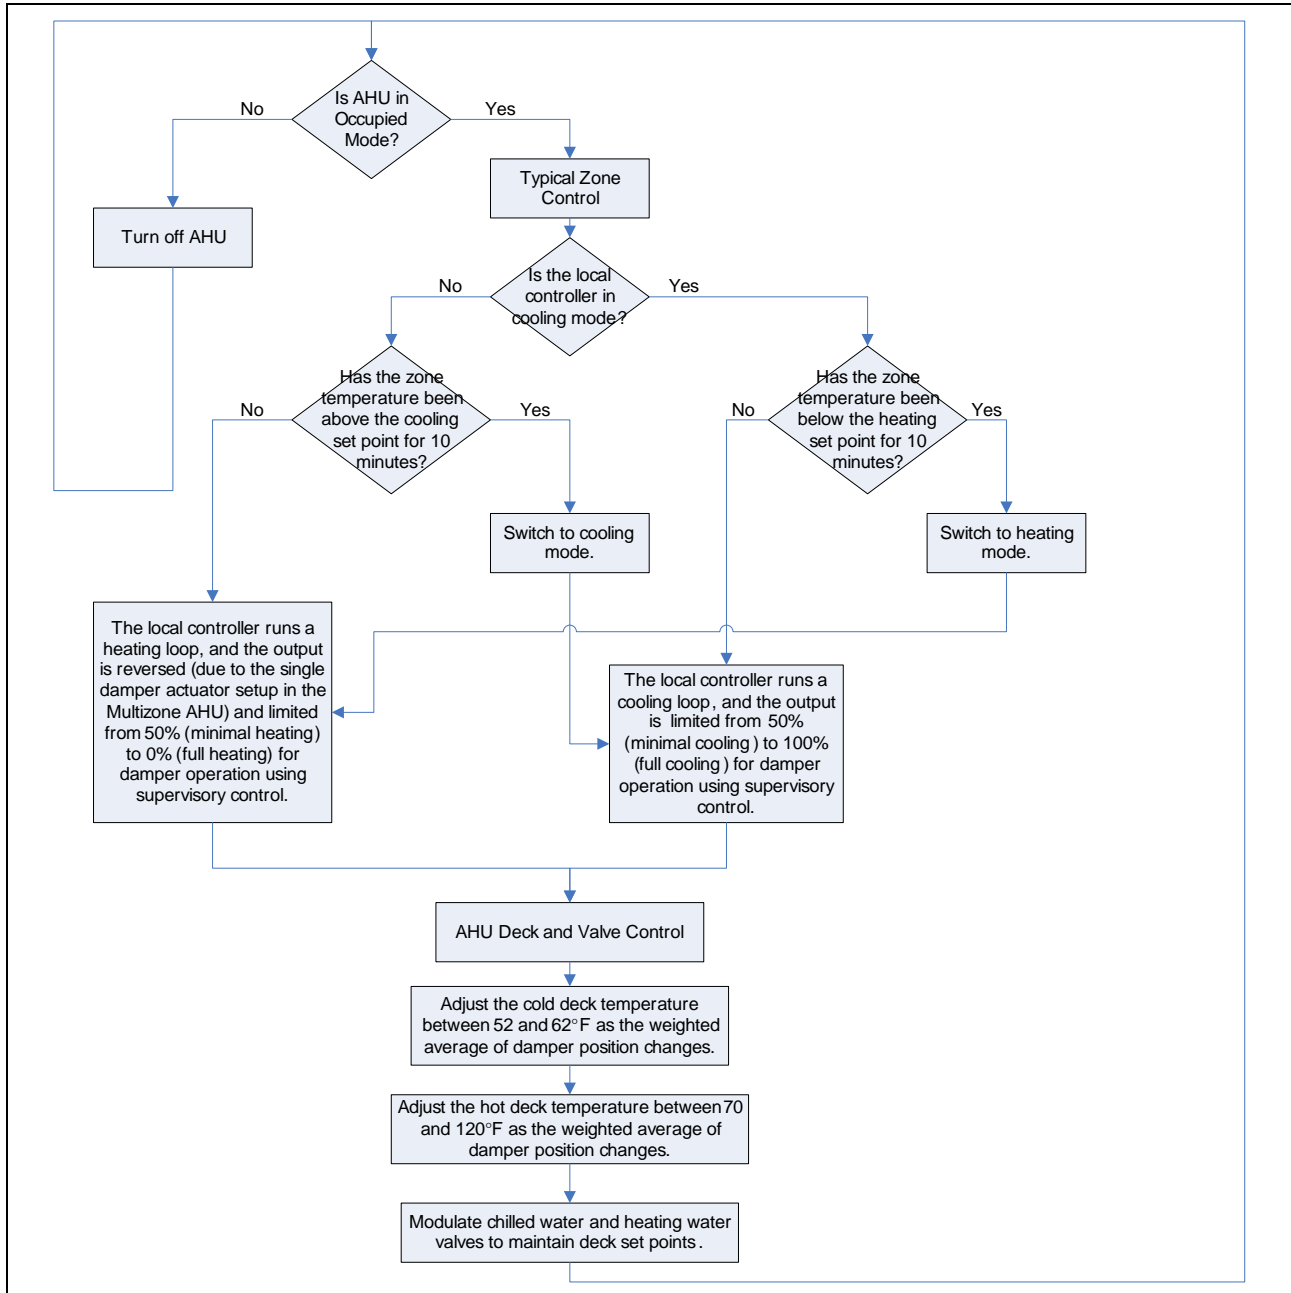 Is AHU in
Occupied
Mode?
No
Yes
Typical Zone
Control
Turn off AHU
Is the local
controller in
cooling mode?
No
Yes
Has the zone
temperature been
above the cooling
set point for 10
minutes?
No
Yes
Has the zone
temperature been
below the heating
set point for 10
minutes?
No
Yes
Switch to cooling
mode.
Switch to heating
mode.
The local controller runs a
heating loop, and the output
is reversed (due to the single
damper actuator setup in the
Multizone AHU) and limited
from 50% (minimal heating)
to 0% (full heating) for
damper operation using
supervisory control.
The local controller runs a
cooling loop, and the output
is limited from 50%
(minimal cooling) to 100%
(full cooling) for damper
operation using supervisory
control.
AHU Deck and Valve Control
Adjust the cold deck temperature
between 52 and 62°F as the weighted
average of damper position changes.
Adjust the hot deck temperature between 70
and 120°F as the weighted average of
damper position changes.
Modulate chilled water and heating water
valves to maintain deck set points.